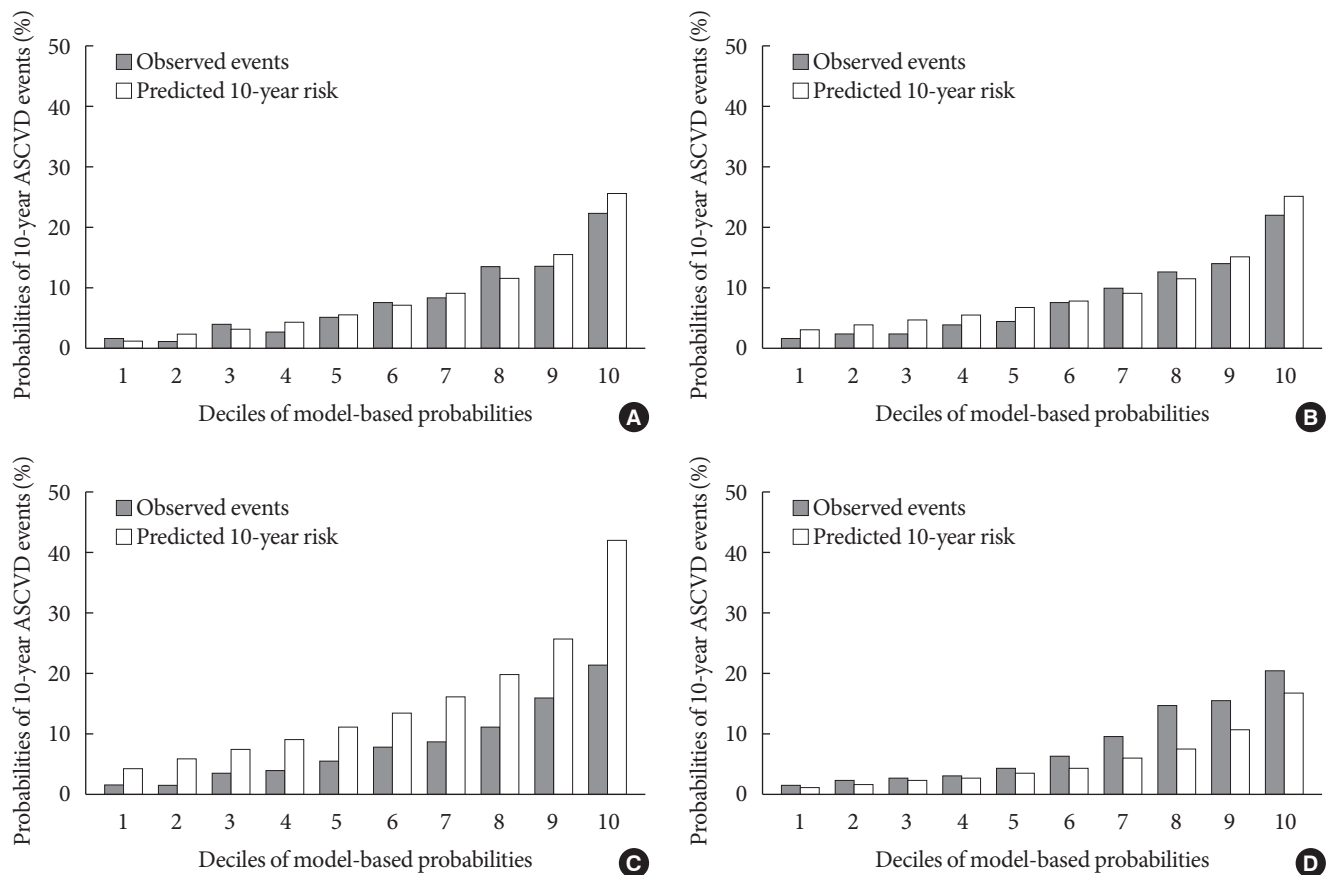 Probabilities of 10-year ASCVD events (%)
50
40
30
20
10
0
Observed events
Predicted 10-year risk
1 2 3 4 5 6 7 8 9 10
Deciles of model-based probabilities
A
Probabilities of 10-year ASCVD events (%)
50
40
30
20
10
0
Observed events
Predicted 10-year risk
1 2 3 4 5 6 7 8 9 10
Deciles of model-based probabilities
B
Probabilities of 10-year ASCVD events (%)
50
40
30
20
10
0
Observed events
Predicted 10-year risk
1 2 3 4 5 6 7 8 9 10
Deciles of model-based probabilities
C
Probabilities of 10-year ASCVD events (%)
50
40
30
20
10
0
Observed events
Predicted 10-year risk
1 2 3 4 5 6 7 8 9 10
Deciles of model-based probabilities
D